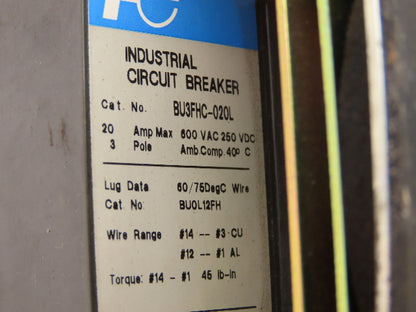 INDUSTRIAL
CIRCUIT BREAKER
Cat. No. BU3FHC-020L
20 Amp Max 600 VAC 250 VDC
3 Pole Amb Comp 40º C
Lug Data 60/75DegC Wire
Cat. No: BU0L12FH
Wire Range #14 -- #3 CU
#12 -- #1 AL
Torque: #14 - #1 45 lb-in